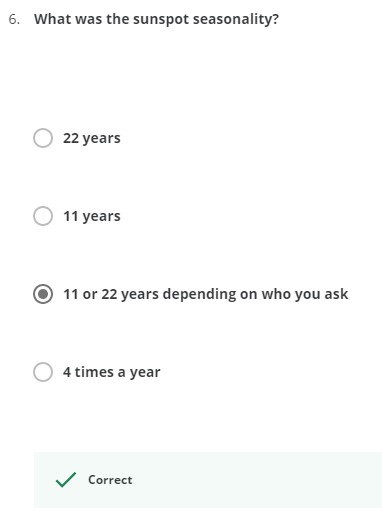 6. What was the sunspot seasonality?
22 years
11 years
11 or 22 years depending on who you ask
4 times a year
Correct